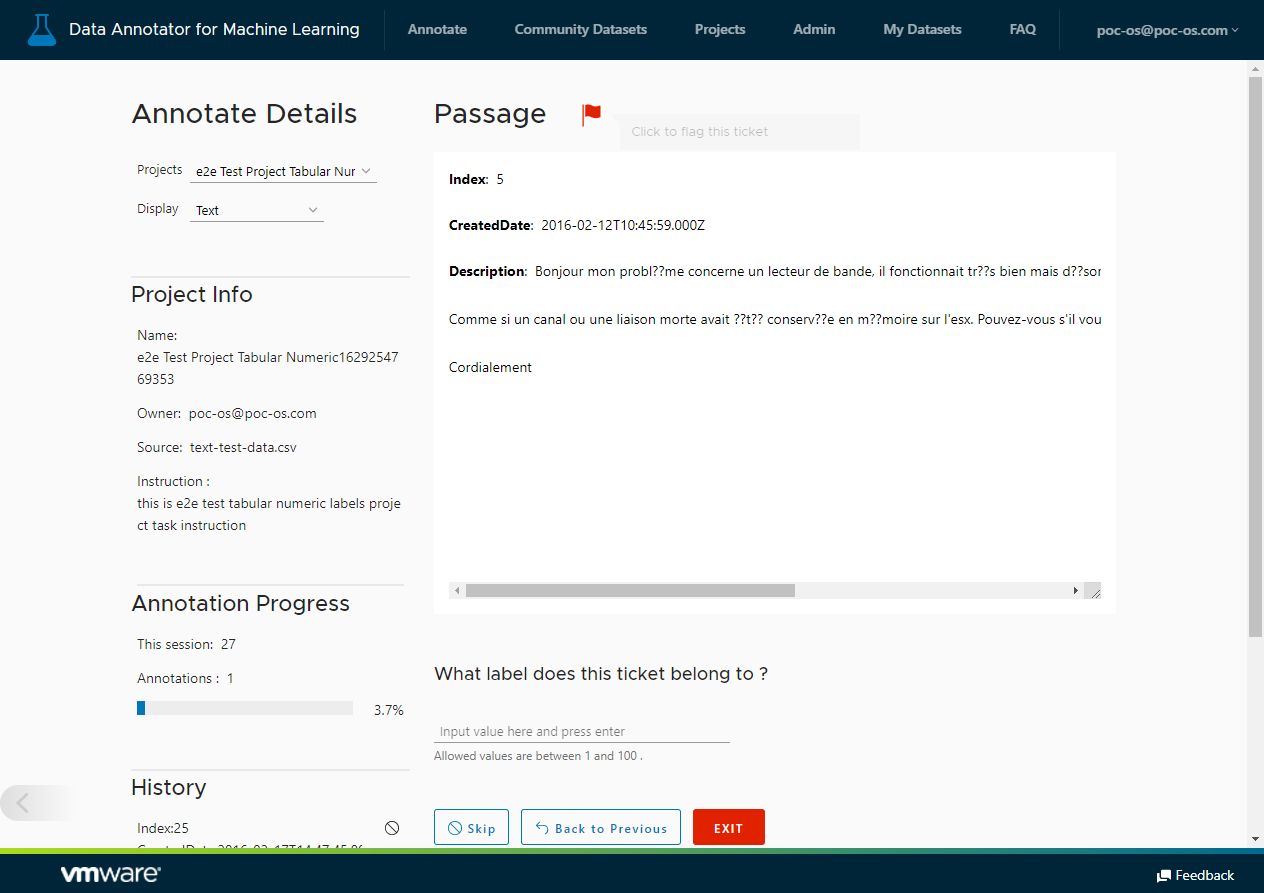 Data Annotator for Machine Learning
Annotate
Community Datasets
Projects
Admin
My Datasets
FAQ
poc-os@poc-os.com
Annotate Details
Projects
e2e Test Project Tabular Nur
Display
Text
Project Info
Name:
e2e Test Project Tabular Numeric16292547
69353
Owner: poc-os@poc-os.com
Source: text-test-data.csv
Instruction :
this is e2e test tabular numeric labels proje
ct task instruction
Annotation Progress
This session: 27
Annotations : 1
3.7%
History
Index:25
Passage
Click to flag this ticket
Index: 5
CreatedDate: 2016-02-12T10:45:59.000Z
Description: Bonjour mon probl??me concerne un lecteur de bande, il fonctionnait tr??s bien mais d??sor
Comme si un canal ou une liaison morte avait ??t?? conserv??e en m??moire sur l'esx. Pouvez-vous s'il vou
Cordialement
What label does this ticket belong to ?
Input value here and press enter
Allowed values are between 1 and 100 .
Skip
Back to Previous
EXIT
vmware
Feedback